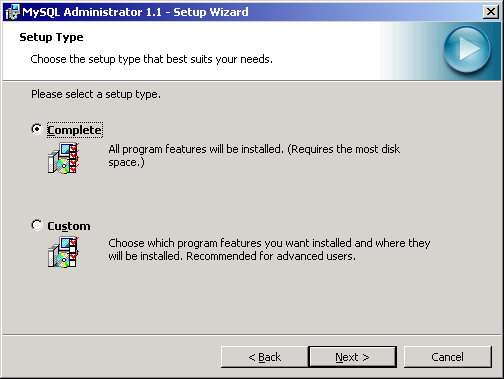 MySQL Administrator 1.1 - Setup Wizard
Setup Type
Choose the setup type that best suits your needs.
Please select a setup type.
Complete
All program features will be installed. (Requires the most disk
space.)
Custom
Choose which program features you want installed and where they
will be installed. Recommended for advanced users.
< Back
Next >
Cancel